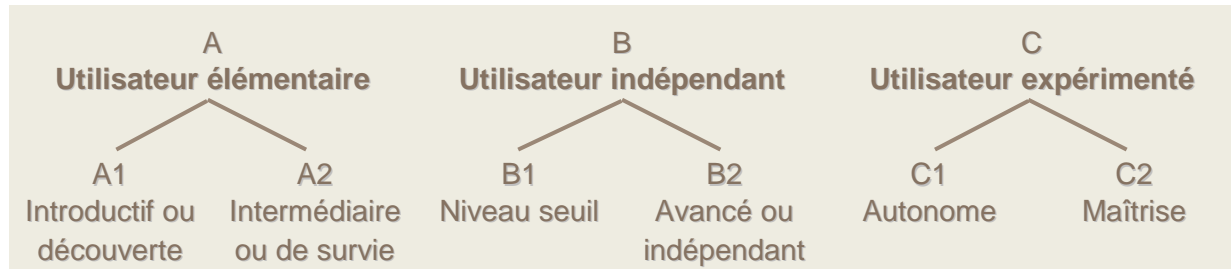 A
Utilisateur élémentaire
B
Utilisateur indépendant
C
Utilisateur expérimenté
A1
Introductif ou
découverte
A2
Intermédiaire
ou de survie
B1
Niveau seuil
B2
Avancé ou
indépendant
C1
Autonome
C2
Maîtrise